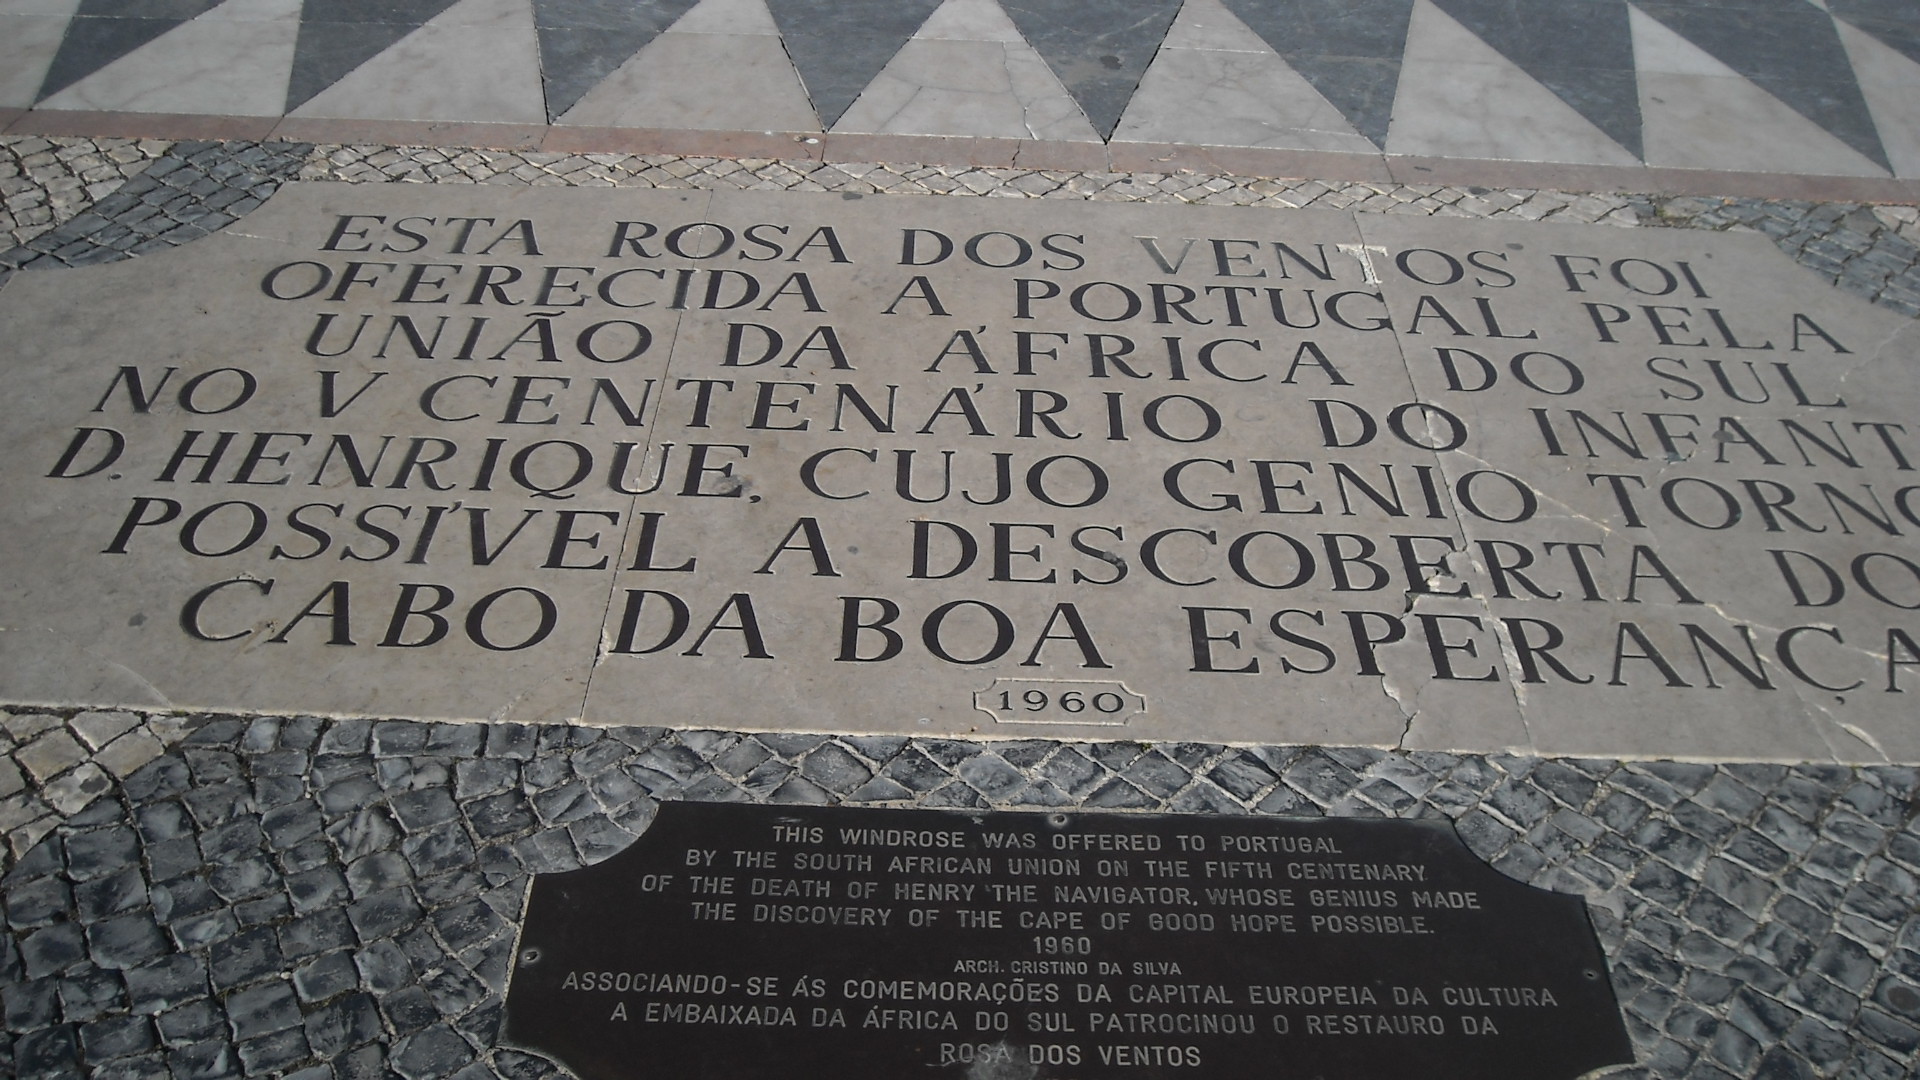 ESTA ROSA DOS VENTOS FOI
OFERECIDA A PORTUGAL PELA
UNIÃO DA ÁFRICA DO SUL
NO V CENTENÁRIO DO INFANT
D. HENRIQUE, CUJO GENIO TORNO
POSSÍVEL A DESCOBERTA DO
CABO DA BOA ESPERANÇA
1960
THIS WINDROSE WAS OFFERED TO PORTUGAL
BY THE SOUTH AFRICAN UNION ON THE FIFTH CENTENARY
OF THE DEATH OF HENRY THE NAVIGATOR, WHOSE GENIUS MADE
THE DISCOVERY OF THE CAPE OF GOOD HOPE POSSIBLE.
1960
ARCH. CRISTINO DA SILVA
ASSOCIANDO-SE ÁS COMEMORAÇÕES DA CAPITAL EUROPEIA DA CULTURA
A EMBAIXADA DA ÁFRICA DO SUL PATROCINOU O RESTAURO DA
ROSA DOS VENTOS